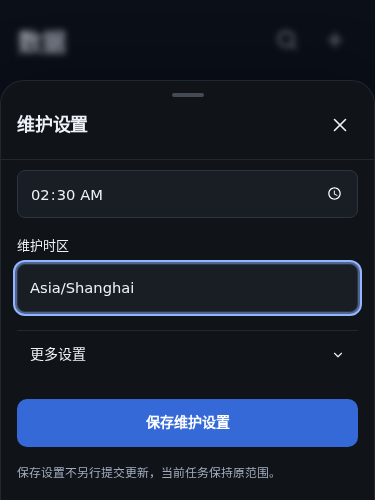 数据
维护设置
02:30 AM
维护时区
Asia/Shanghai
更多设置
保存维护设置
保存设置不另行提交更新，当前任务保持原范围。